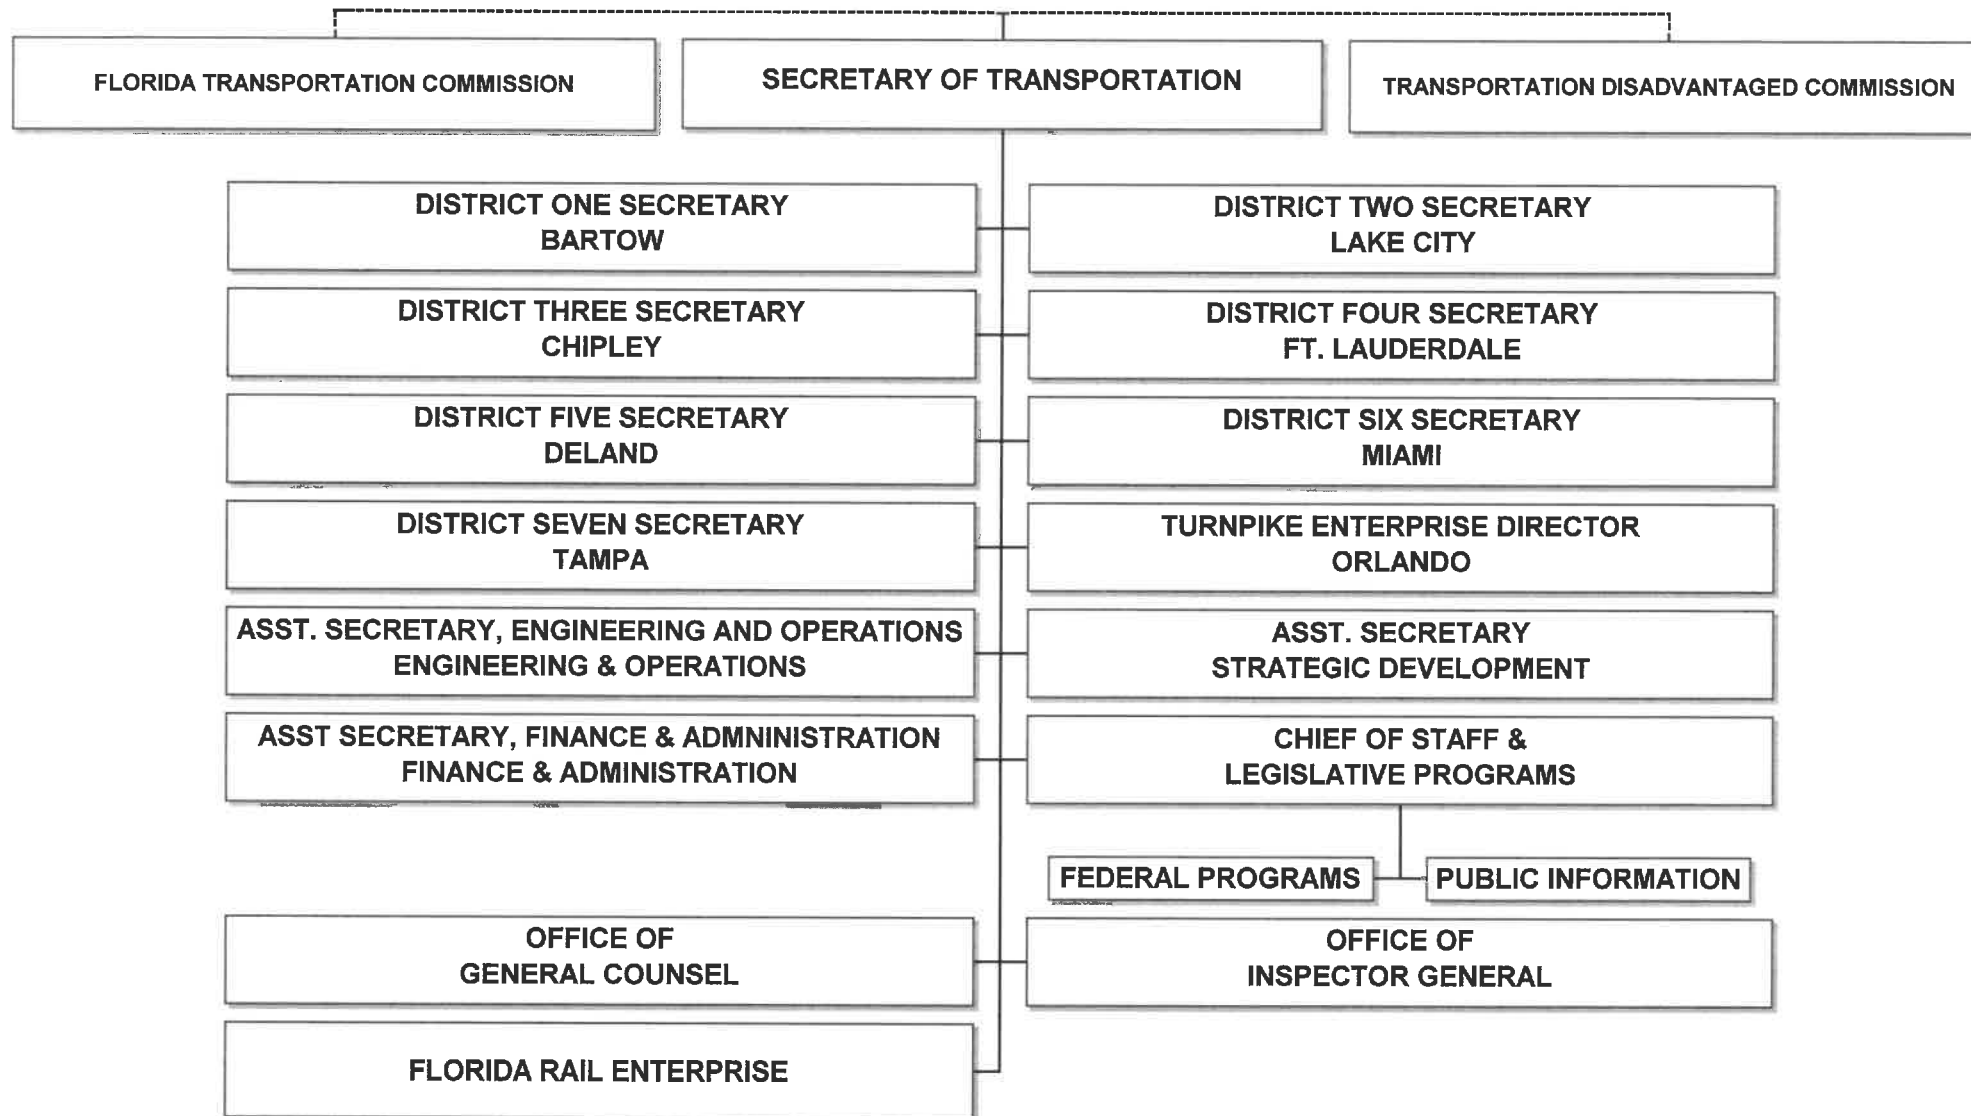 FLORIDA TRANSPORTATION COMMISSION
SECRETARY OF TRANSPORTATION
TRANSPORTATION DISADVANTAGED COMMISSION
DISTRICT ONE SECRETARY
BARTOW
DISTRICT TWO SECRETARY
LAKE CITY
DISTRICT THREE SECRETARY
CHIPLEY
DISTRICT FOUR SECRETARY
FT. LAUDERDALE
DISTRICT FIVE SECRETARY
DELAND
DISTRICT SIX SECRETARY
MIAMI
DISTRICT SEVEN SECRETARY
TAMPA
TURNPIKE ENTERPRISE DIRECTOR
ORLANDO
ASST. SECRETARY, ENGINEERING AND OPERATIONS
ENGINEERING & OPERATIONS
ASST. SECRETARY
STRATEGIC DEVELOPMENT
ASST SECRETARY, FINANCE & ADMNINISTRATION
FINANCE & ADMINISTRATION
CHIEF OF STAFF &
LEGISLATIVE PROGRAMS
FEDERAL PROGRAMS
PUBLIC INFORMATION
OFFICE OF
GENERAL COUNSEL
OFFICE OF
INSPECTOR GENERAL
FLORIDA RAIL ENTERPRISE